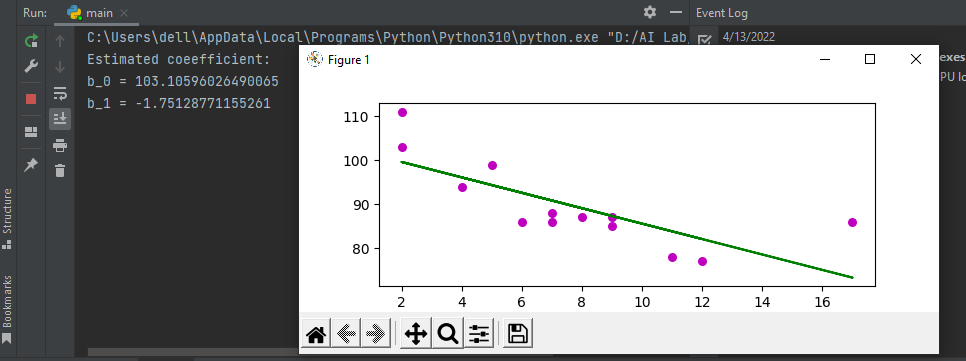 Run: main
Event Log
C:\Users\dell\AppData\Local\Programs\Python\Python310\python.exe "D:/AI Lab
4/13/2022
Estimated coeefficient:
b_0 = 103.10596026490065
b_1 = -1.75128771155261
Figure 1
110
100
90
80
2 4 6 8 10 12 14 16
Structure
Bookmarks